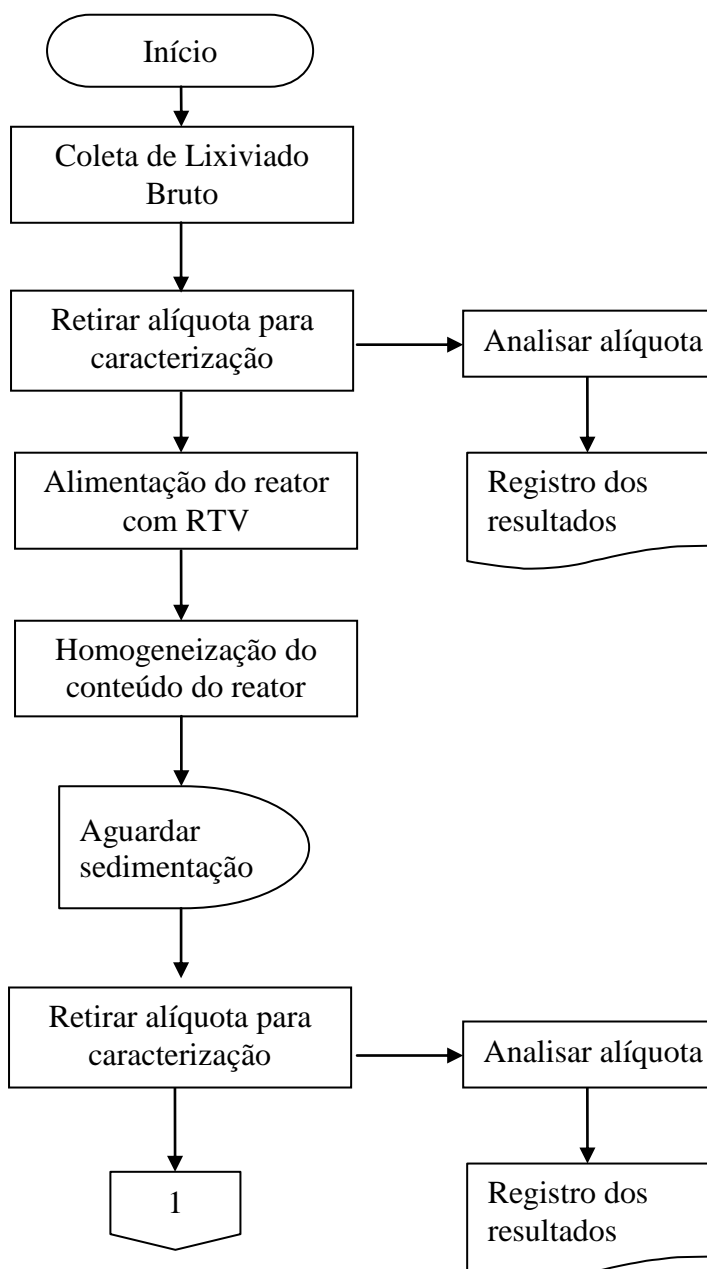 Início
Coleta de Lixiviado
Bruto
Retirar alíquota para
caracterização
Analisar alíquota
Alimentação do reator
com RTV
Registro dos
resultados
Homogeneização do
conteúdo do reator
Aguardar
sedimentação
Retirar alíquota para
caracterização
Analisar alíquota
1
Registro dos
resultados